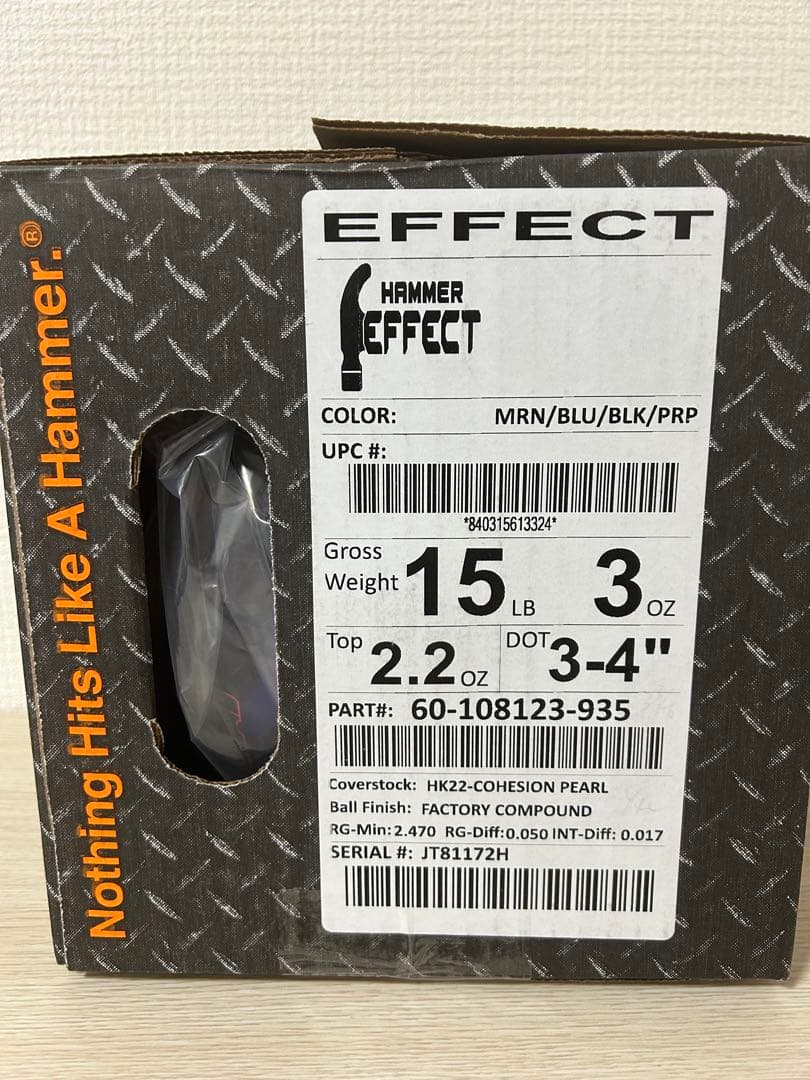 Nothing Hits Like A Hammer.®
EFFECT
HAMMER
EFFECT
COLOR: MRN/BLU/BLK/PRP
UPC #:
*840315613324*
Gross Weight 15 LB 3 OZ
Top 2.2 OZ DOT 3-4"
PART#: 60-108123-935
Coverstock: HK22-COHESION PEARL
Ball Finish: FACTORY COMPOUND
RG-Min: 2.470 RG-Diff: 0.050 INT-Diff: 0.017
SERIAL #: JT81172H